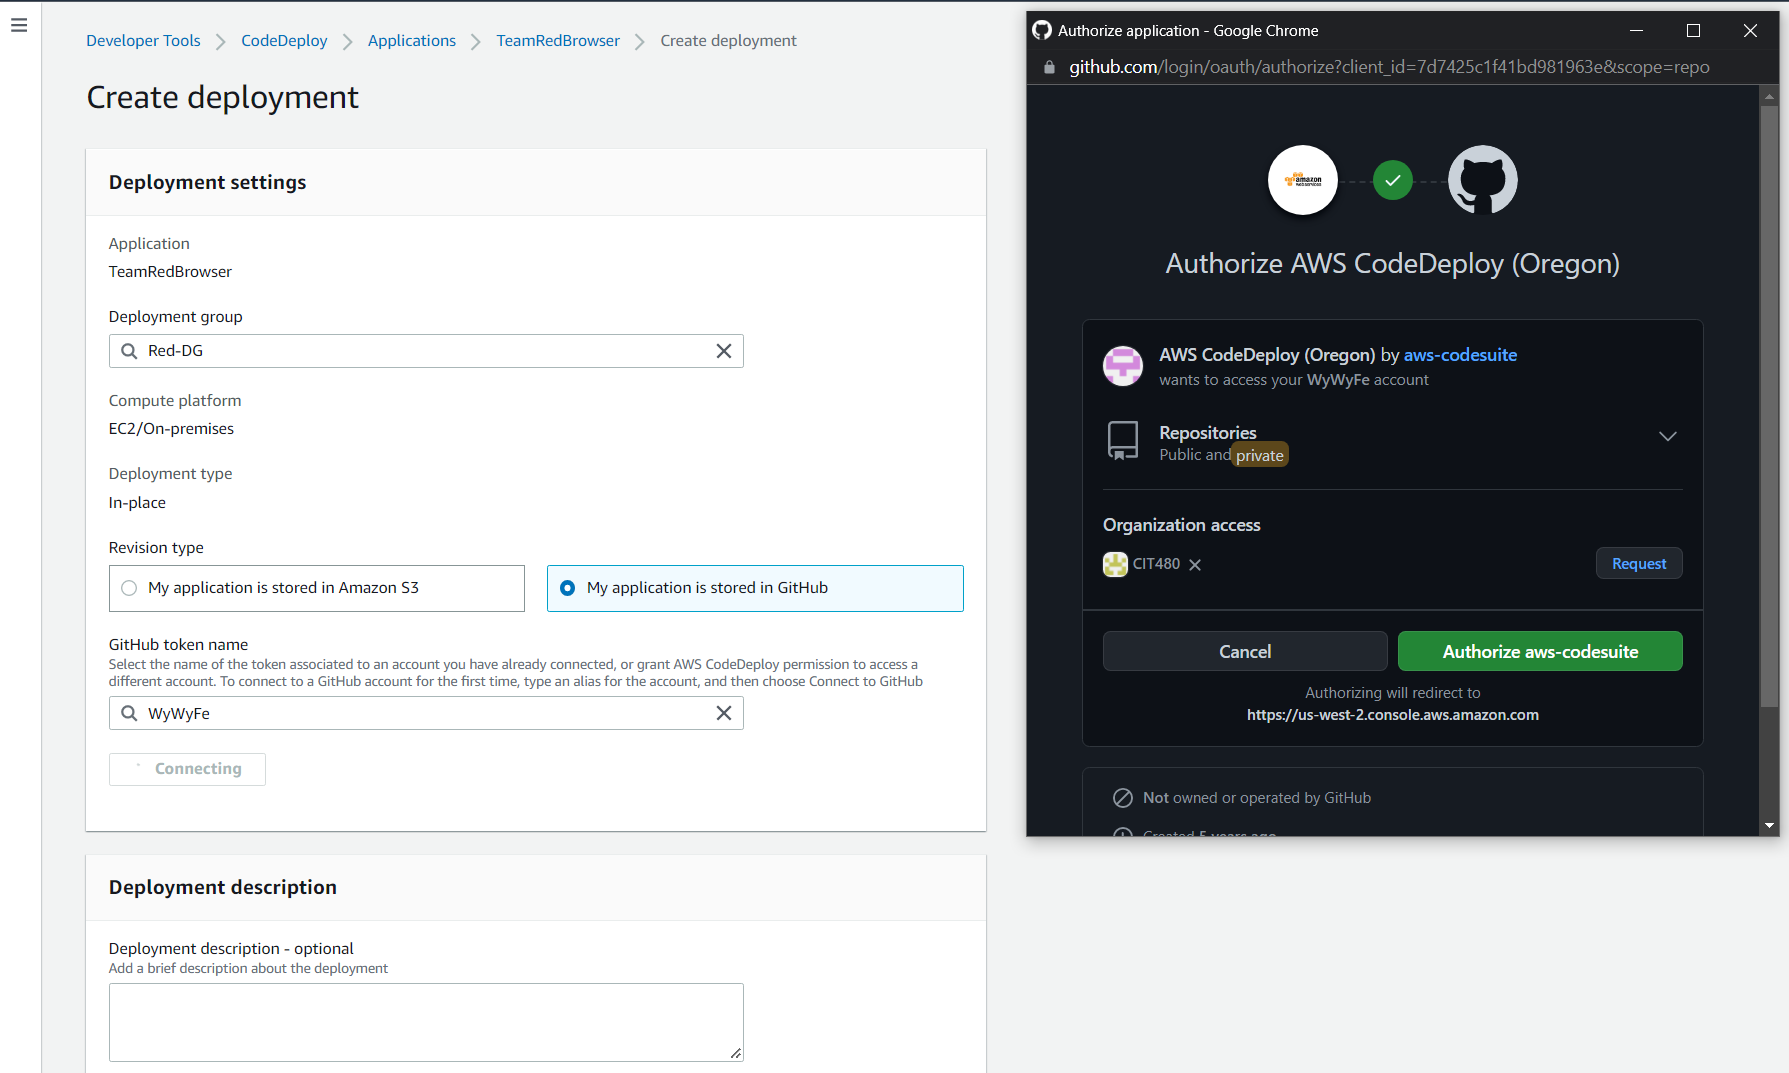 Developer Tools
CodeDeploy
Applications
TeamRedBrowser
Create deployment
Create deployment
Deployment settings
Application
TeamRedBrowser
Deployment group
Red-DG
Compute platform
EC2/On-premises
Deployment type
In-place
Revision type
My application is stored in Amazon S3
My application is stored in GitHub
GitHub token name
Select the name of the token associated to an account you have already connected, or grant AWS CodeDeploy permission to access a
different account. To connect to a GitHub account for the first time, type an alias for the account, and then choose Connect to GitHub
WyWyFe
Connecting
Deployment description
Deployment description - optional
Add a brief description about the deployment
Authorize application - Google Chrome
github.com/login/oauth/authorize?client_id=7d7425c1f41bd981963e&scope=repo
amazon
web services
Authorize AWS CodeDeploy (Oregon)
AWS CodeDeploy (Oregon) by aws-codesuite
wants to access your WyWyFe account
Repositories
Public and private
Organization access
CIT480
Request
Cancel
Authorize aws-codesuite
Authorizing will redirect to
https://us-west-2.console.aws.amazon.com
Not owned or operated by GitHub
Created 5 years ago